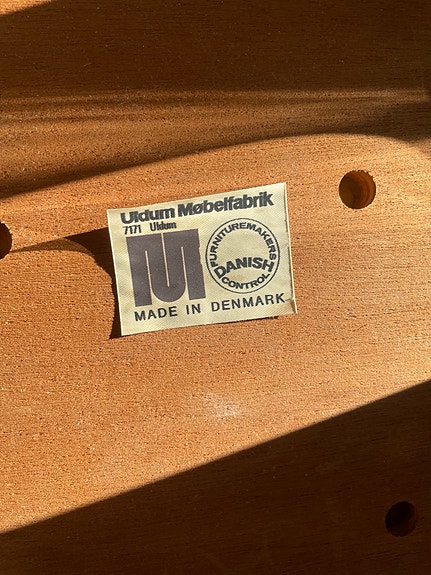 Uldum Møbelfabrik
7171 Uldum
FURNITUREMAKERS
DANISH
CONTROL
MADE IN DENMARK